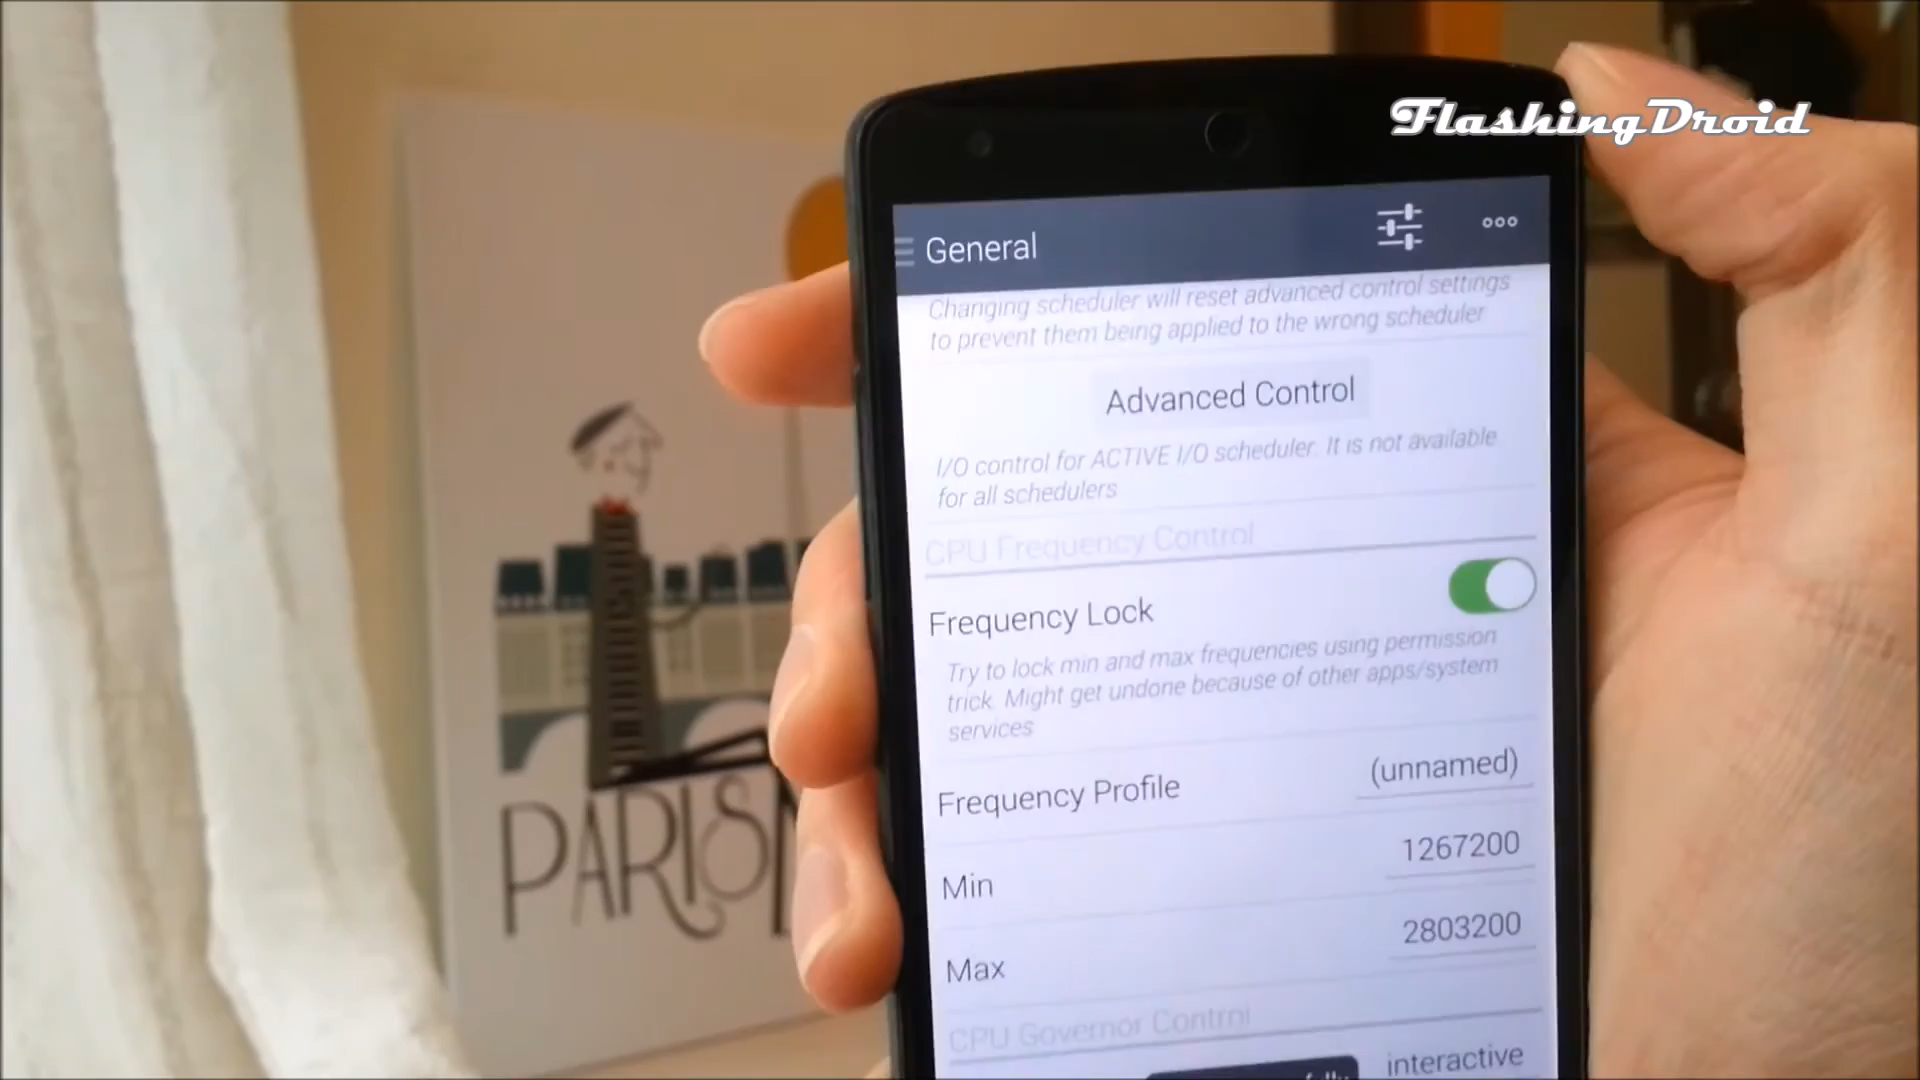 FlashingDroid
General
Changing scheduler will reset advanced control settings
to prevent them being applied to the wrong scheduler
Advanced Control
I/O control for ACTIVE I/O scheduler. It is not available
for all schedulers
CPU Frequency Control
Frequency Lock
Try to lock min and max frequencies using permission
trick. Might get undone because of other apps/system
services
Frequency Profile (unnamed)
Min 1267200
Max 2803200
CPU Governor Control
interactive